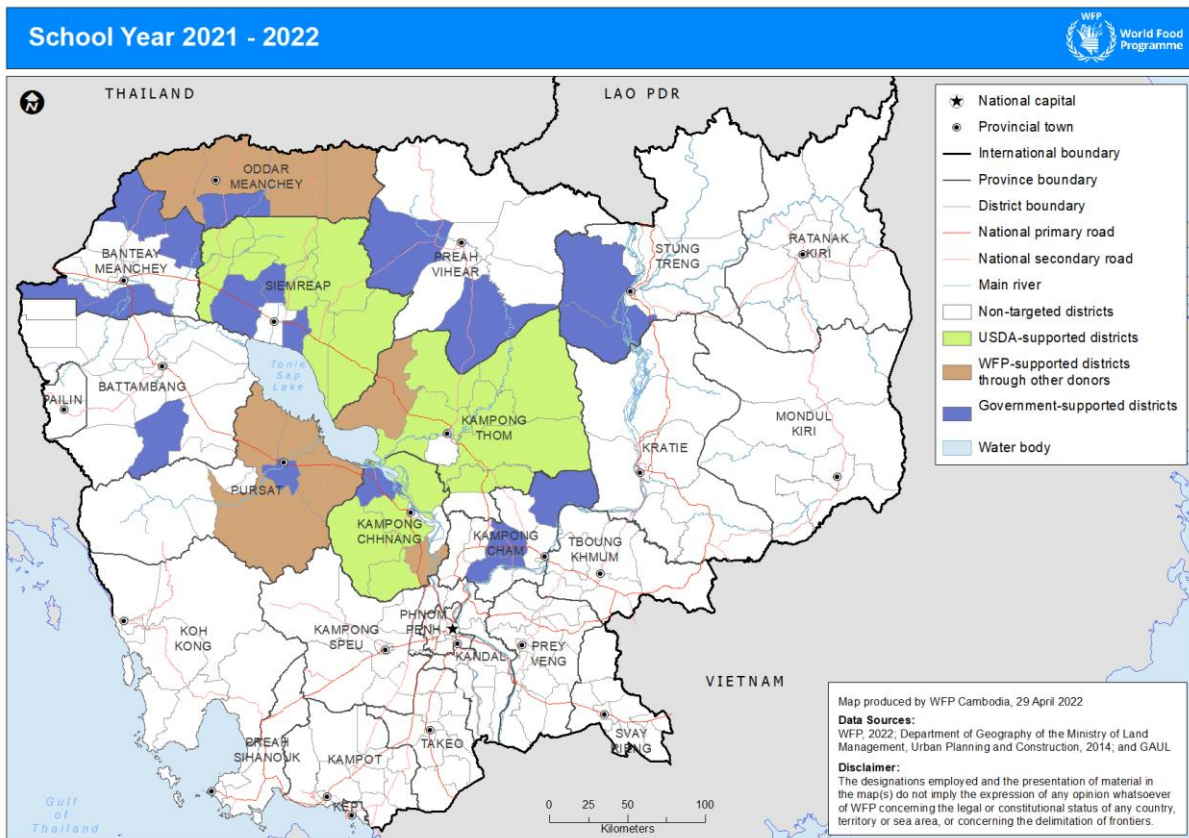 School Year 2021 - 2022
WFP
World Food
Programme
THAILAND
LAO PDR
N
ODDAR
MEANCHEY
BANTEAY
MEANCHEY
SIEMREAP
PREAH
VIHEAR
STUNG
TRENG
RATANAK
KIRI
Tonle
Sap
Lake
BATTAMBANG
PAILIN
KAMPONG
THOM
MONDUL
KIRI
KRATIE
PURSAT
KAMPONG
CHHNANG
KAMPONG
CHAM
TBOUNG
KHMUM
PHNOM
PENH
KOH
KONG
KAMPONG
SPEU
KANDAL
PREY
VENG
VIETNAM
SVAY
RIENG
PREAH
SIHANOUK
KAMPOT
TAKEO
KEP
Gulf
of
Thailand
0 25 50 100
Kilometers
National capital
Provincial town
International boundary
Province boundary
District boundary
National primary road
National secondary road
Main river
Non-targeted districts
USDA-supported districts
WFP-supported districts
through other donors
Government-supported districts
Water body
Map produced by WFP Cambodia, 29 April 2022
Data Sources:
WFP, 2022; Department of Geography of the Ministry of Land
Management, Urban Planning and Construction, 2014; and GAUL
Disclaimer:
The designations employed and the presentation of material in
the map(s) do not imply the expression of any opinion whatsoever
of WFP concerning the legal or constitutional status of any country,
territory or sea area, or concerning the delimitation of frontiers.